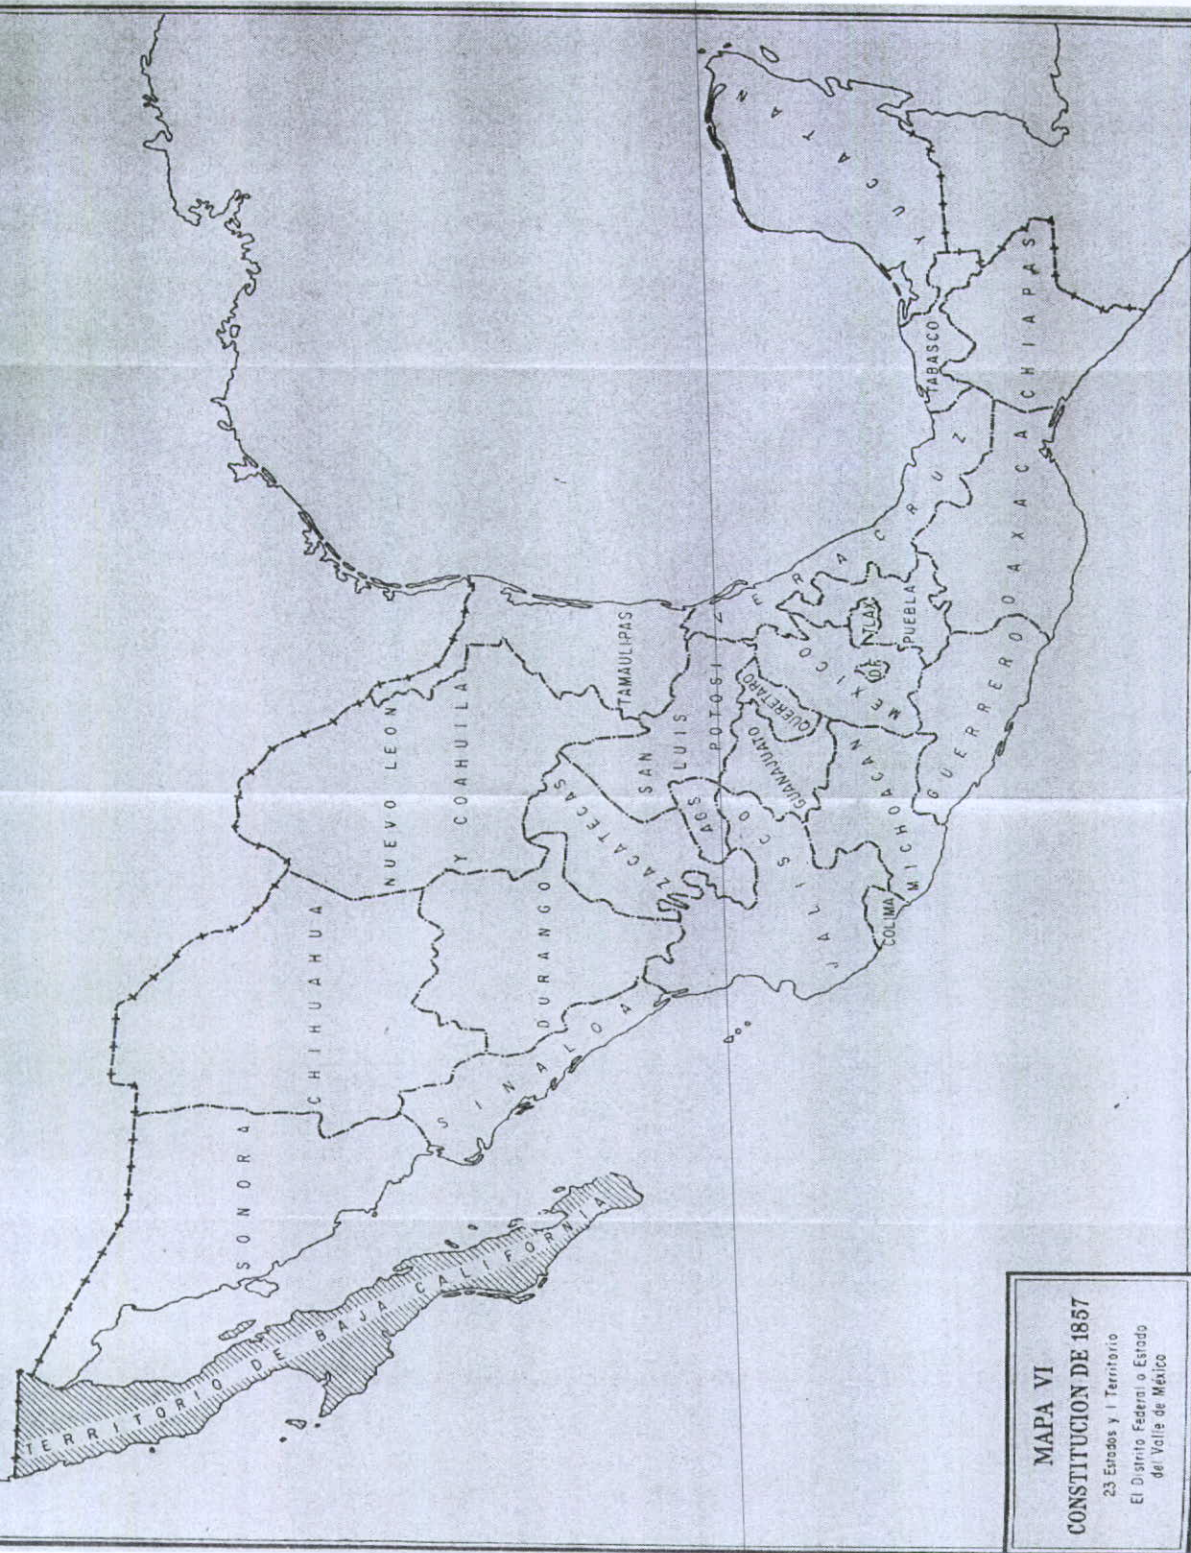 TERRITORIO DE BAJA CALIFORNIA
SONORA
CHIHUAHUA
SINALOA
DURANGO
NUEVO LEON
Y COAHUILA
ZACATECAS
TAMAULIPAS
SAN
LUIS
POTOSI
AGS
JALISCO
COLIMA
GUANAJUATO
QUERETARO
MICHOACAN
MEXICO
DF
TLAX
PUEBLA
VERACRUZ
GUERRERO
OAXACA
CHIAPAS
TABASCO
YUCATAN
MAPA VI
CONSTITUCION DE 1857
23 Estados y 1 Territorio
El Distrito Federal o Estado
del Valle de México